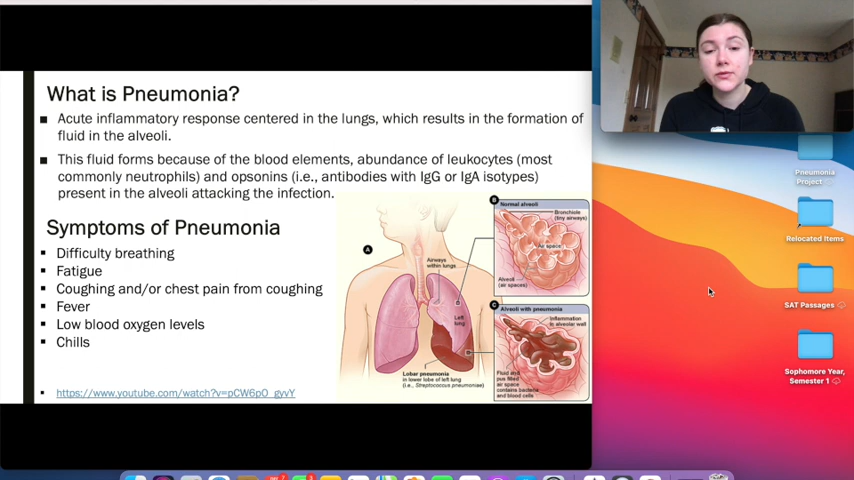 What is Pneumonia?
Acute inflammatory response centered in the lungs, which results in the formation of
fluid in the alveoli.
This fluid forms because of the blood elements, abundance of leukocytes (most
commonly neutrophils) and opsonins (i.e., antibodies with IgG or IgA isotypes)
present in the alveoli attacking the infection.
Symptoms of Pneumonia
Difficulty breathing
Fatigue
Coughing and/or chest pain from coughing
Fever
Low blood oxygen levels
Chills
https://www.youtube.com/watch?v=pCW6pO_gyvY
A
Airways
within lungs
Left
lung
Lobar pneumonia
in lower lobe of left lung
(i.e., Streptococcus pneumoniae)
B
Normal alveoli
Bronchiole
(tiny airways)
Air space
Alveoli
(air spaces)
C
Alveoli with pneumonia
Inflammation
in alveolar wall
Fluid and
pus filled
air space
contains bacteria
and blood cells
Pneumonia
Project
Relocated Items
SAT Passages
Sophomore Year,
Semester 1